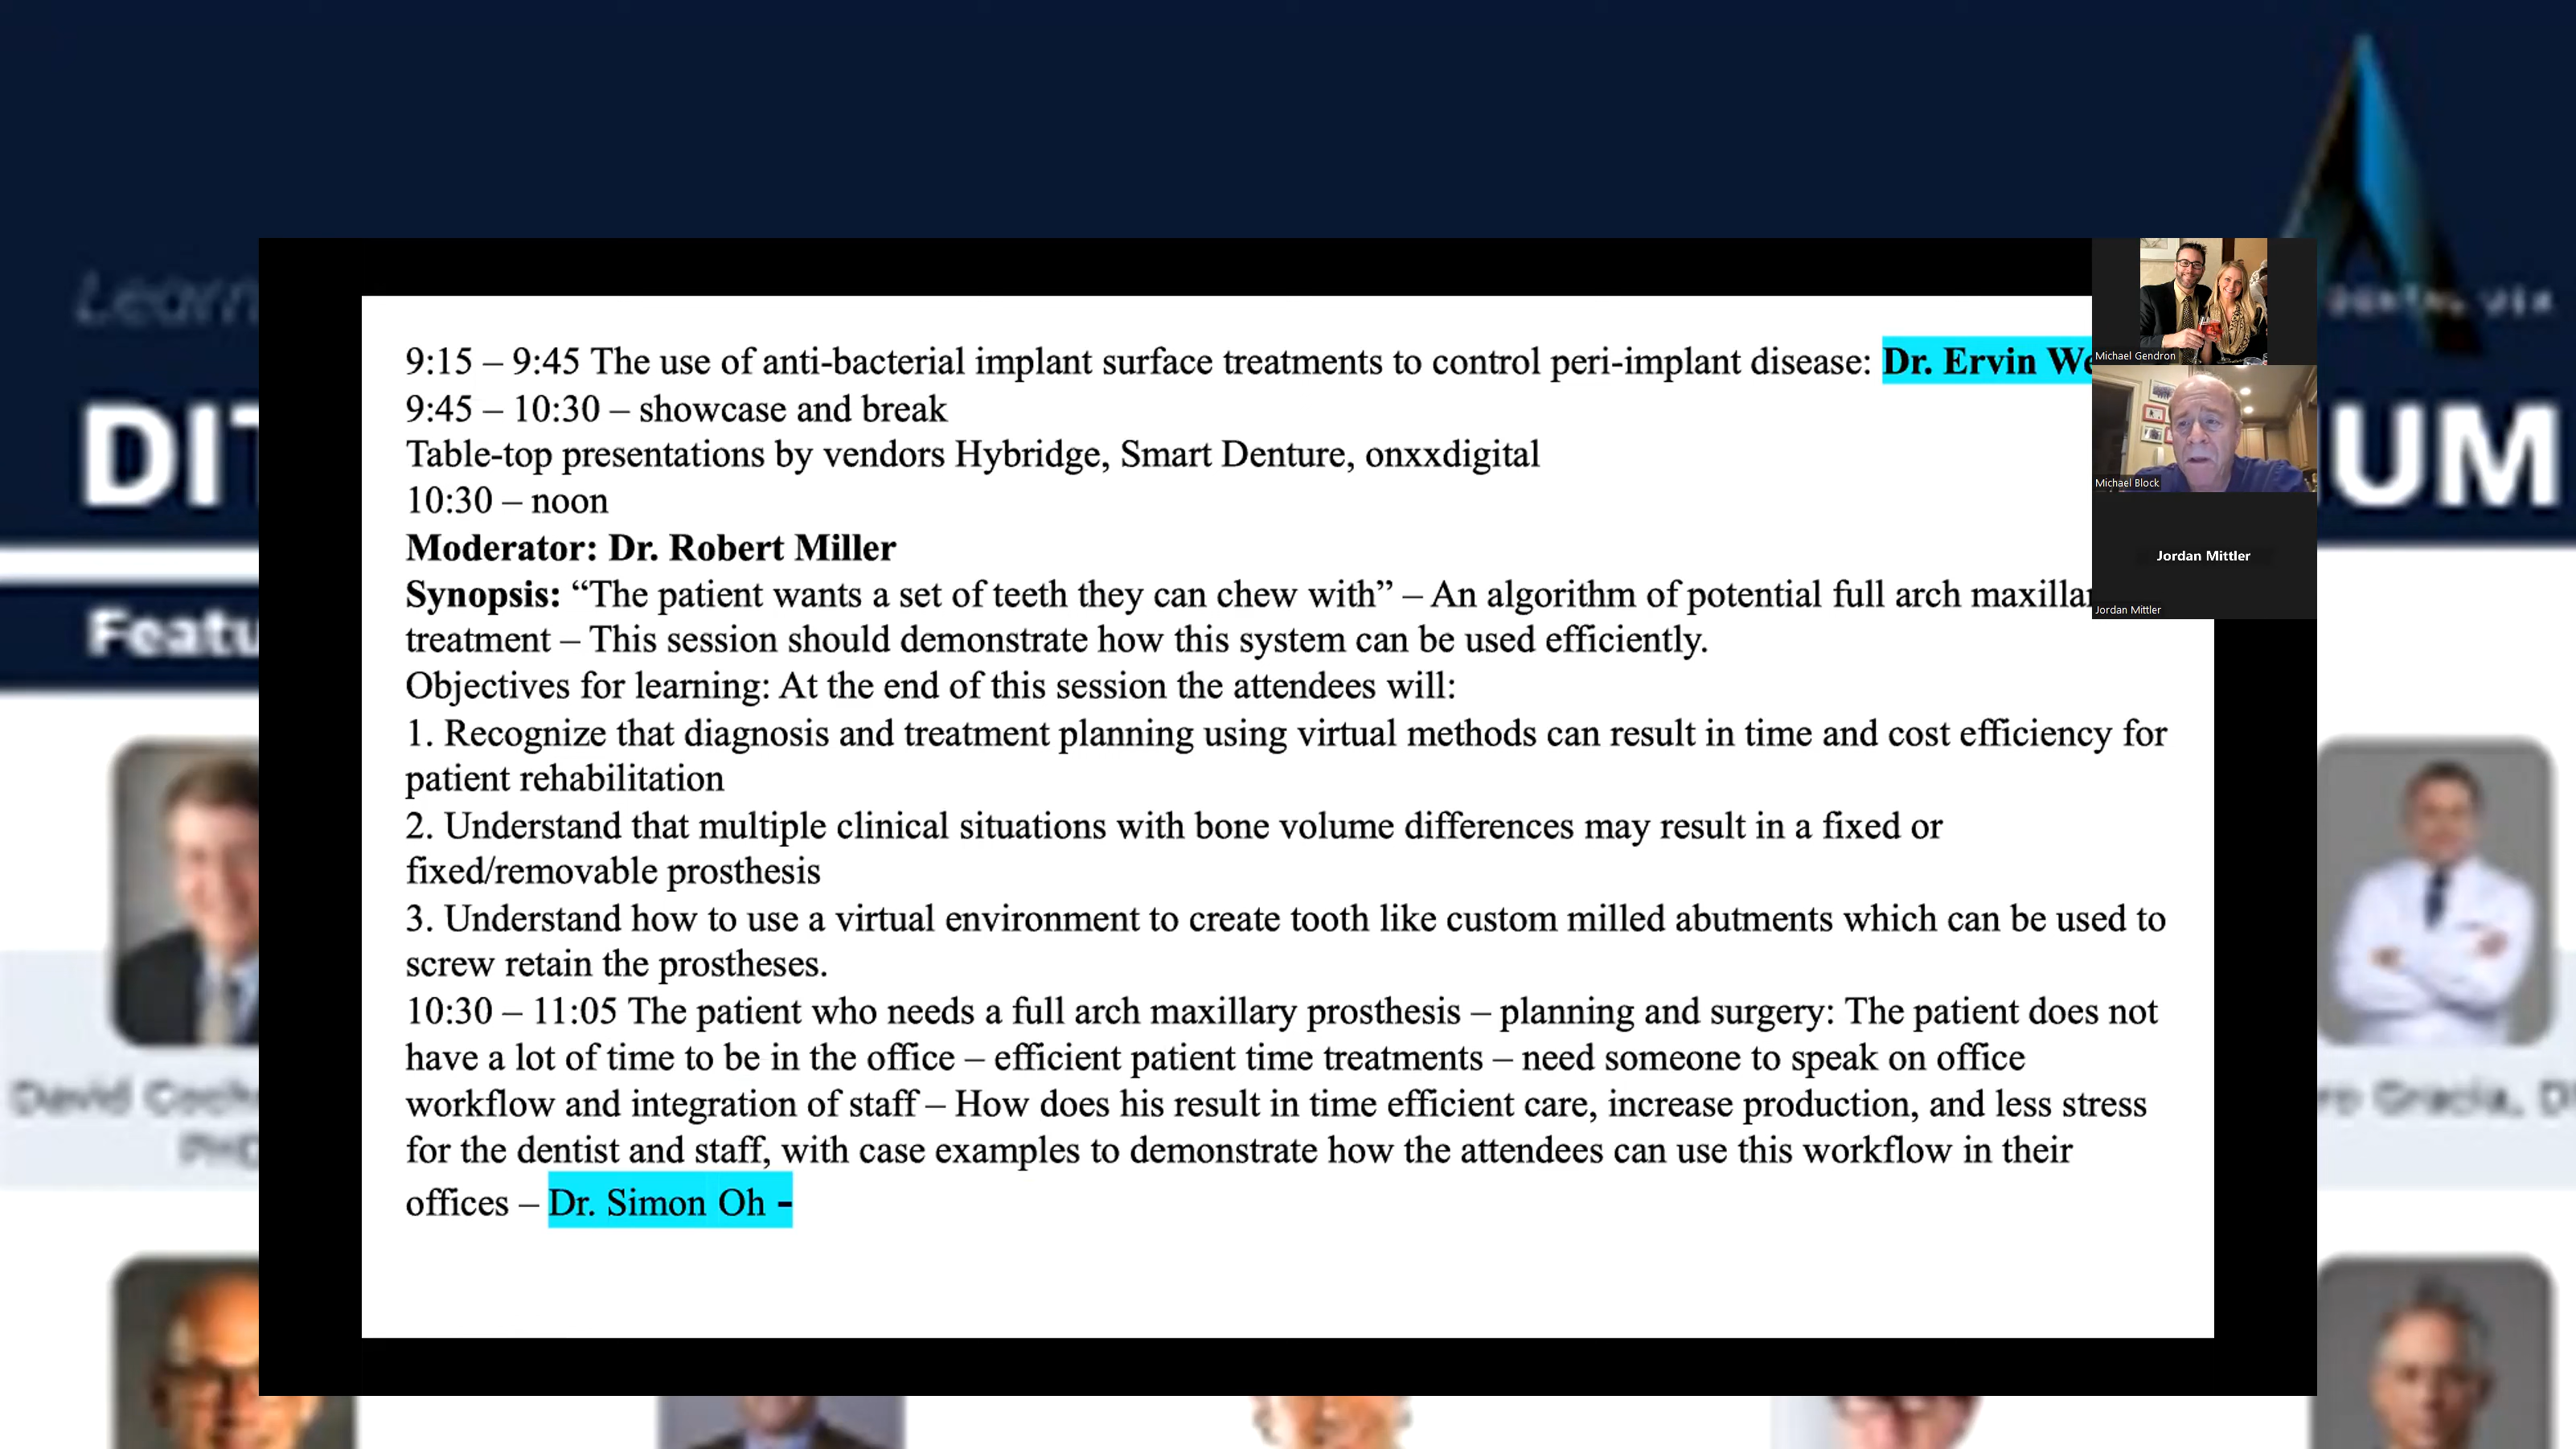 Learn
DENTAL USA
DIT
UM
Featu
9:15 – 9:45 The use of anti-bacterial implant surface treatments to control peri-implant disease: Dr. Ervin We
9:45 – 10:30 – showcase and break
Table-top presentations by vendors Hybridge, Smart Denture, onxxdigital
10:30 – noon
Moderator: Dr. Robert Miller
Synopsis: “The patient wants a set of teeth they can chew with” – An algorithm of potential full arch maxillar
treatment – This session should demonstrate how this system can be used efficiently.
Objectives for learning: At the end of this session the attendees will:
1. Recognize that diagnosis and treatment planning using virtual methods can result in time and cost efficiency for
patient rehabilitation
2. Understand that multiple clinical situations with bone volume differences may result in a fixed or
fixed/removable prosthesis
3. Understand how to use a virtual environment to create tooth like custom milled abutments which can be used to
screw retain the prostheses.
10:30 – 11:05 The patient who needs a full arch maxillary prosthesis – planning and surgery: The patient does not
have a lot of time to be in the office – efficient patient time treatments – need someone to speak on office
workflow and integration of staff – How does his result in time efficient care, increase production, and less stress
for the dentist and staff, with case examples to demonstrate how the attendees can use this workflow in their
offices – Dr. Simon Oh -
Michael Gendron
Michael Block
Jordan Mittler
Jordan Mittler
David Coch
PHD
ro Gracia, D